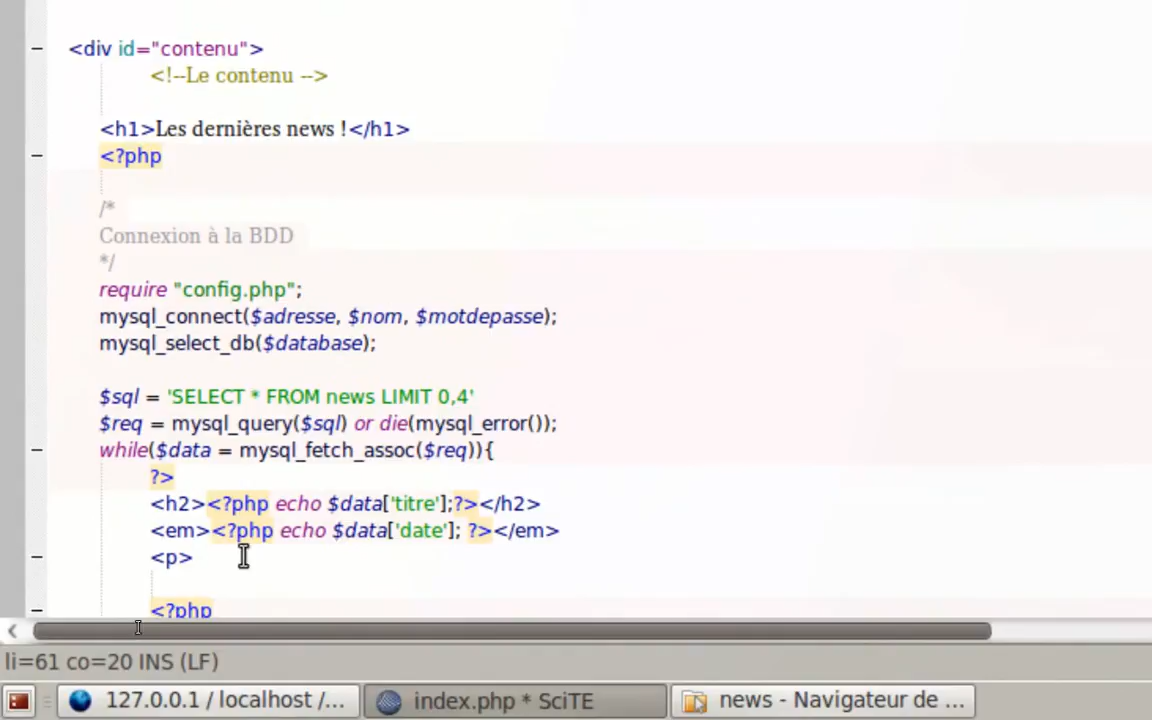 <div id="contenu">
<!--Le contenu -->
<h1>Les dernières news !</h1>
<?php
/*
Connexion à la BDD
*/
require "config.php";
mysql_connect($adresse, $nom, $motdepasse);
mysql_select_db($database);
$sql = 'SELECT * FROM news LIMIT 0,4'
$req = mysql_query($sql) or die(mysql_error());
while($data = mysql_fetch_assoc($req)){
?>
<h2><?php echo $data['titre'];?></h2>
<em><?php echo $data['date']; ?></em>
<p>
<?php
li=61 co=20 INS (LF)
127.0.0.1 / localhost /... index.php * SciTE news - Navigateur de ...